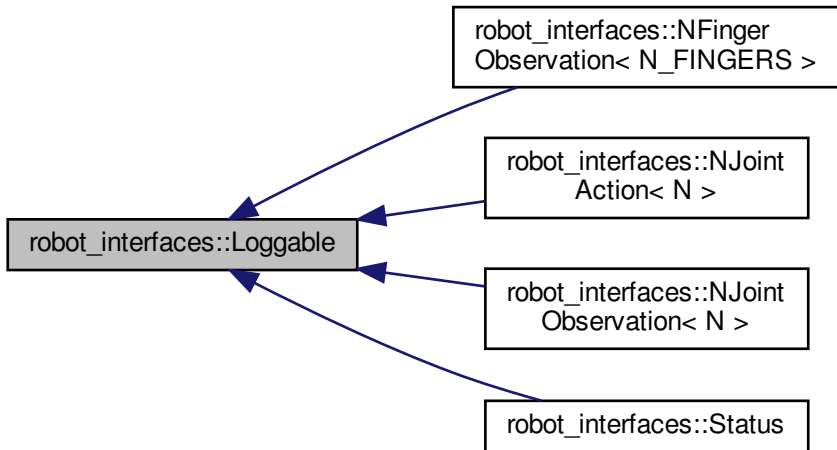 robot_interfaces::NFinger
Observation< N_FINGERS >
robot_interfaces::NJoint
Action< N >
robot_interfaces::Loggable
robot_interfaces::NJoint
Observation< N >
robot_interfaces::Status